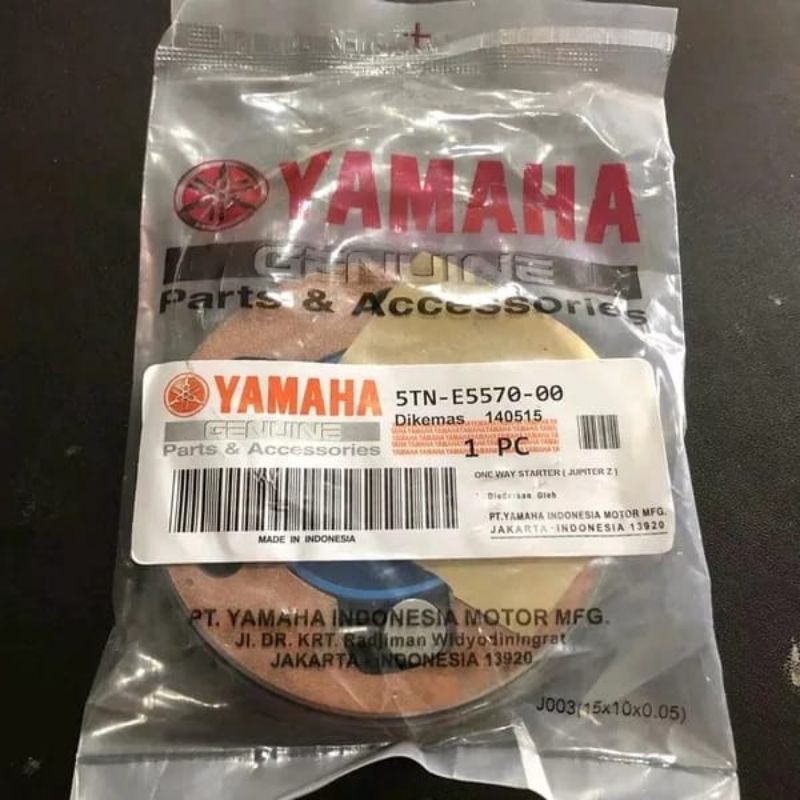 YAMAHA
GENUINE
Parts & Accessories
YAMAHA
GENUINE
Parts & Accessories
5TN-E5570-00
Dikemas 140515
1 PC
ONE WAY STARTER ( JUPITER Z )
Diedarkan Oleh
PT.YAMAHA INDONESIA MOTOR MFG.
JAKARTA - INDONESIA 13920
MADE IN INDONESIA
PT. YAMAHA INDONESIA MOTOR MFG.
Jl. DR. KRT. Radjiman Widyodiningrat
JAKARTA - INDONESIA 13920
J003(15x10x0.05)